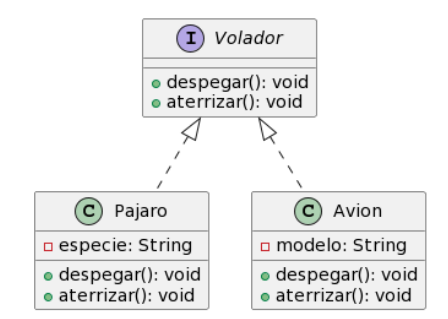 I Volador
despegar(): void
aterrizar(): void
C Pajaro
especie: String
despegar(): void
aterrizar(): void
C Avion
modelo: String
despegar(): void
aterrizar(): void